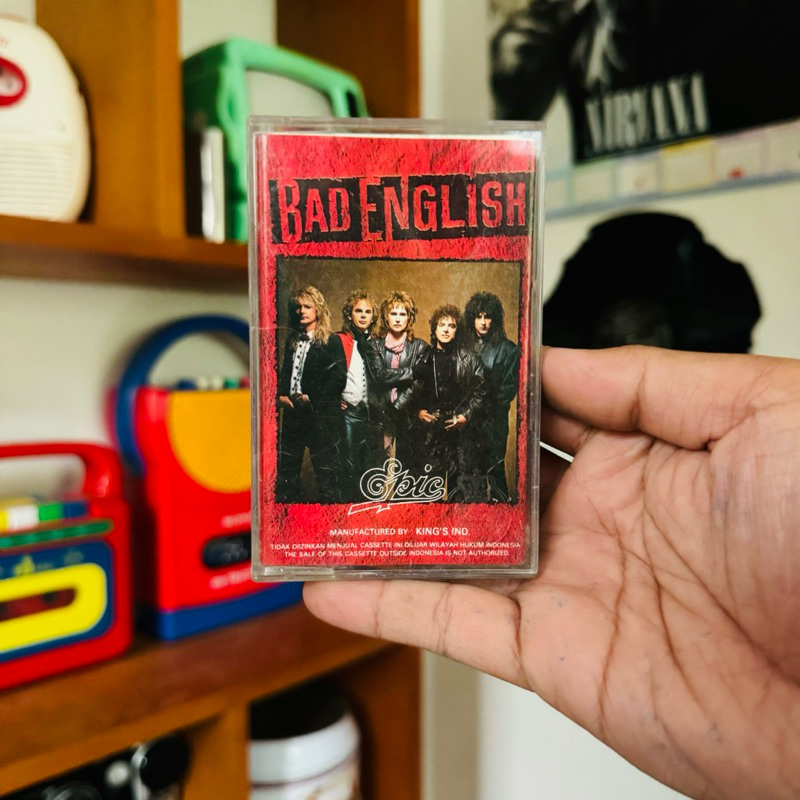 NIRVANA
BAD ENGLISH
Epic
MANUFACTURED BY : KING'S IND.
TIDAK DIIZINKAN MENJUAL CASSETTE INI DILUAR WILAYAH HUKUM INDONESIA
THE SALE OF THIS CASSETTE OUTSIDE INDONESIA IS NOT AUTHORIZED